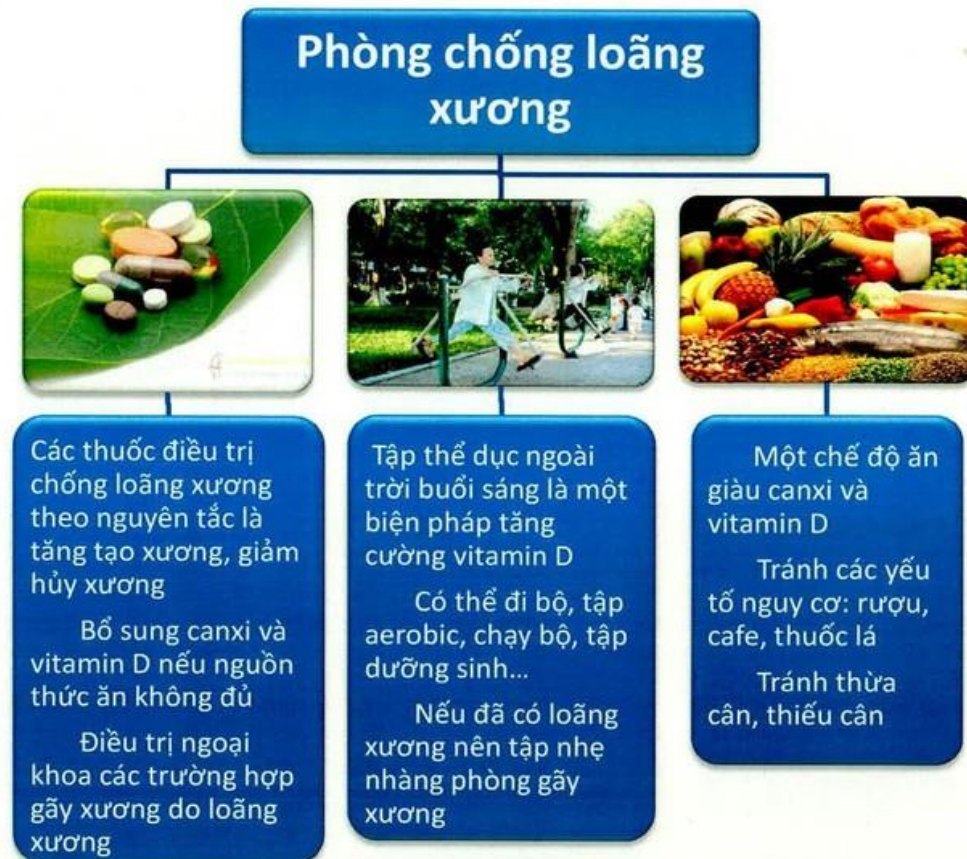 Phòng chống loãng
xương
Các thuốc điều trị
chống loãng xương
theo nguyên tắc là
tăng tạo xương, giảm
hủy xương
Bổ sung canxi và
vitamin D nếu nguồn
thức ăn không đủ
Điều trị ngoại
khoa các trường hợp
gãy xương do loãng
xương
Tập thể dục ngoài
trời buổi sáng là một
biện pháp tăng
cường vitamin D
Có thể đi bộ, tập
aerobic, chạy bộ, tập
dưỡng sinh...
Nếu đã có loãng
xương nên tập nhẹ
nhàng phòng gãy
xương
Một chế độ ăn
giàu canxi và
vitamin D
Tránh các yếu
tố nguy cơ: rượu,
cafe, thuốc lá
Tránh thừa
cân, thiếu cân